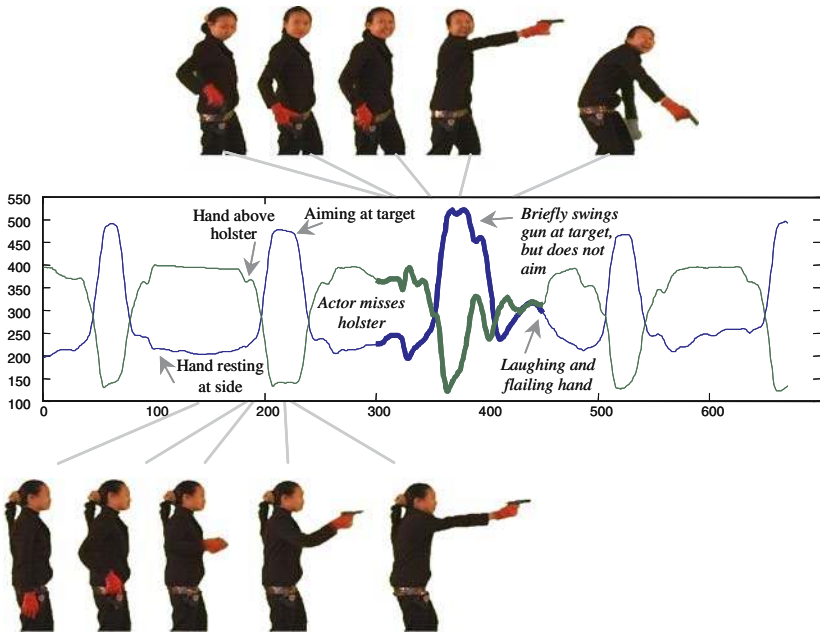 550
500
450
400
350
300
250
200
150
100
Hand above
holster
Aiming at target
Briefly swings
gun at target,
but does not
aim
Actor misses
holster
Hand resting
at side
Laughing and
flailing hand
0
100
200
300
400
500
600